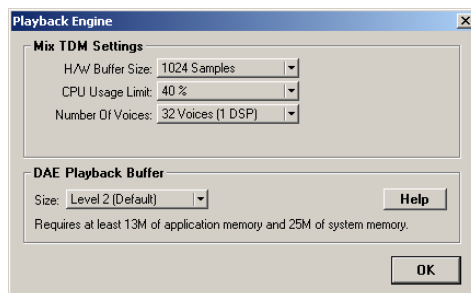 Playback Engine
Mix TDM Settings
H/W Buffer Size: 1024 Samples
CPU Usage Limit: 40 %
Number Of Voices: 32 Voices (1 DSP)
DAE Playback Buffer
Size: Level 2 (Default) Help
Requires at least 13M of application memory and 25M of system memory.
OK